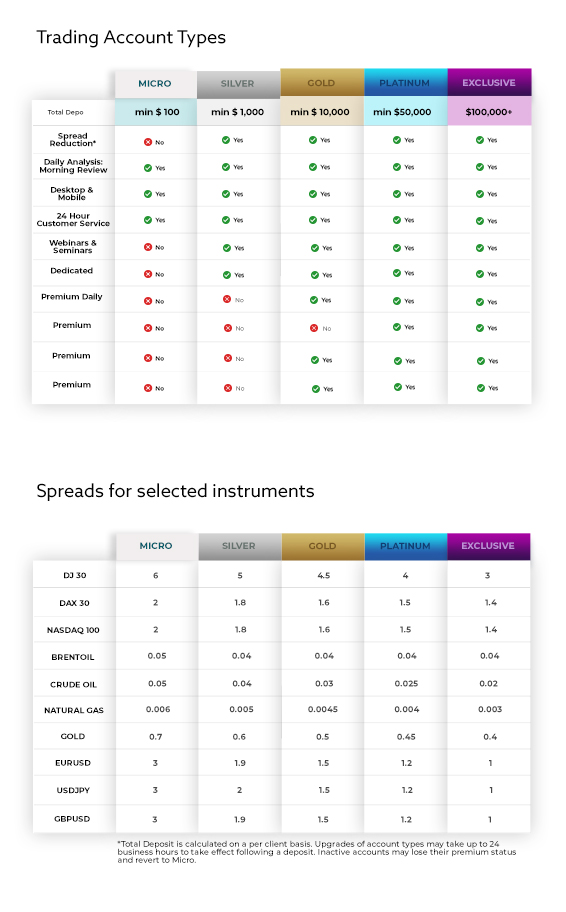 Trading Account Types
MICRO SILVER GOLD PLATINUM EXCLUSIVE
Total Depo min $ 100 min $ 1,000 min $ 10,000 min $50,000 $100,000+
Spread
Reduction* No Yes Yes Yes Yes
Daily Analysis:
Morning Review Yes Yes Yes Yes Yes
Desktop &
Mobile Yes Yes Yes Yes Yes
24 Hour
Customer Service Yes Yes Yes Yes Yes
Webinars &
Seminars No Yes Yes Yes Yes
Dedicated No Yes Yes Yes Yes
Premium Daily No No Yes Yes Yes
Premium No No No Yes Yes
Premium No No Yes Yes Yes
Premium No No Yes Yes Yes
Spreads for selected instruments
MICRO SILVER GOLD PLATINUM EXCLUSIVE
DJ 30 6 5 4.5 4 3
DAX 30 2 1.8 1.6 1.5 1.4
NASDAQ 100 2 1.8 1.6 1.5 1.4
BRENTOIL 0.05 0.04 0.04 0.04 0.04
CRUDE OIL 0.05 0.04 0.03 0.025 0.02
NATURAL GAS 0.006 0.005 0.0045 0.004 0.003
GOLD 0.7 0.6 0.5 0.45 0.4
EURUSD 3 1.9 1.5 1.2 1
USDJPY 3 2 1.5 1.2 1
GBPUSD 3 1.9 1.5 1.2 1
*Total Deposit is calculated on a per client basis. Upgrades of account types may take up to 24
business hours to take effect following a deposit. Inactive accounts may lose their premium status
and revert to Micro.